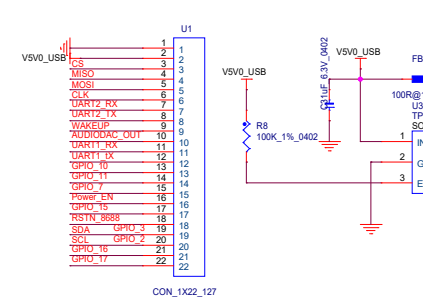 U1
1 1
V5V0_USB 2 2
CS 3 3
MISO 4 4
MOSI 5 5
CLK 6 6
UART2_RX 7 7
UART2_TX 8 8
WAKEUP 9 9
AUDIODAC_OUT 10 10
UART1_RX 11 11
UART1_tX 12 12
GPIO_10 13 13
GPIO_11 14 14
GPIO_7 15 15
Power_EN 16 16
GPIO_15 17 17
RSTN_8688 18 18
SDA GPIO_3 19 19
SCL GPIO_2 20 20
GPIO_16 21 21
GPIO_17 22 22
CON_1X22_127
V5V0_USB
R8
100K_1%_0402
C31uF_6.3V_0402
V5V0_USB
FB
100R@1
U3
TP
SO
1 IN
2 G
3 E